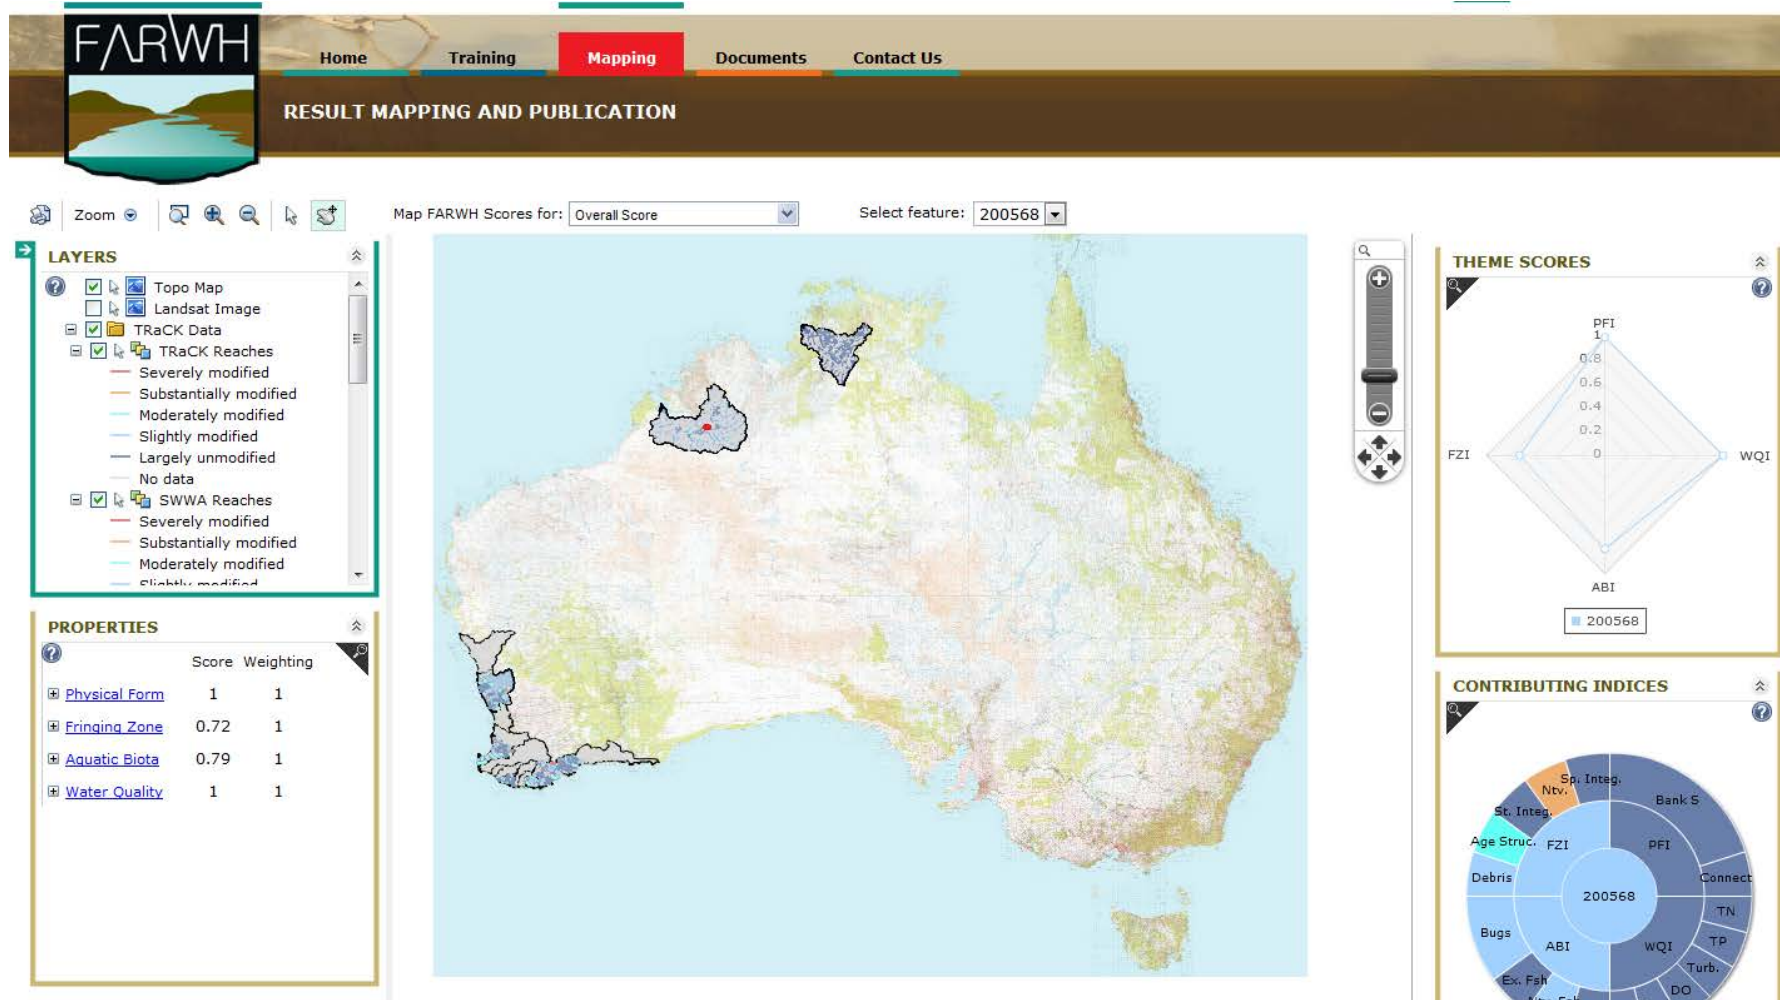 FARWH
Home Training Mapping Documents Contact Us
RESULT MAPPING AND PUBLICATION
Zoom Map FARWH Scores for: Overall Score Select feature: 200568
LAYERS
Topo Map
Landsat Image
TRaCK Data
TRaCK Reaches
Severely modified
Substantially modified
Moderately modified
Slightly modified
Largely unmodified
No data
SWWA Reaches
Severely modified
Substantially modified
Moderately modified
Slightly modified
PROPERTIES
Score Weighting
Physical Form 1 1
Fringing Zone 0.72 1
Aquatic Biota 0.79 1
Water Quality 1 1
THEME SCORES
PFI
1
0.8
0.6
0.4
0.2
FZI 0 WQI
ABI
200568
CONTRIBUTING INDICES
Sp. Integ.
Ntv. Bank S
St. Integ.
Age Struc. FZI PFI
Debris Connect
200568
TN
Bugs ABI WQI TP
Turb.
Ex. Fsh DO